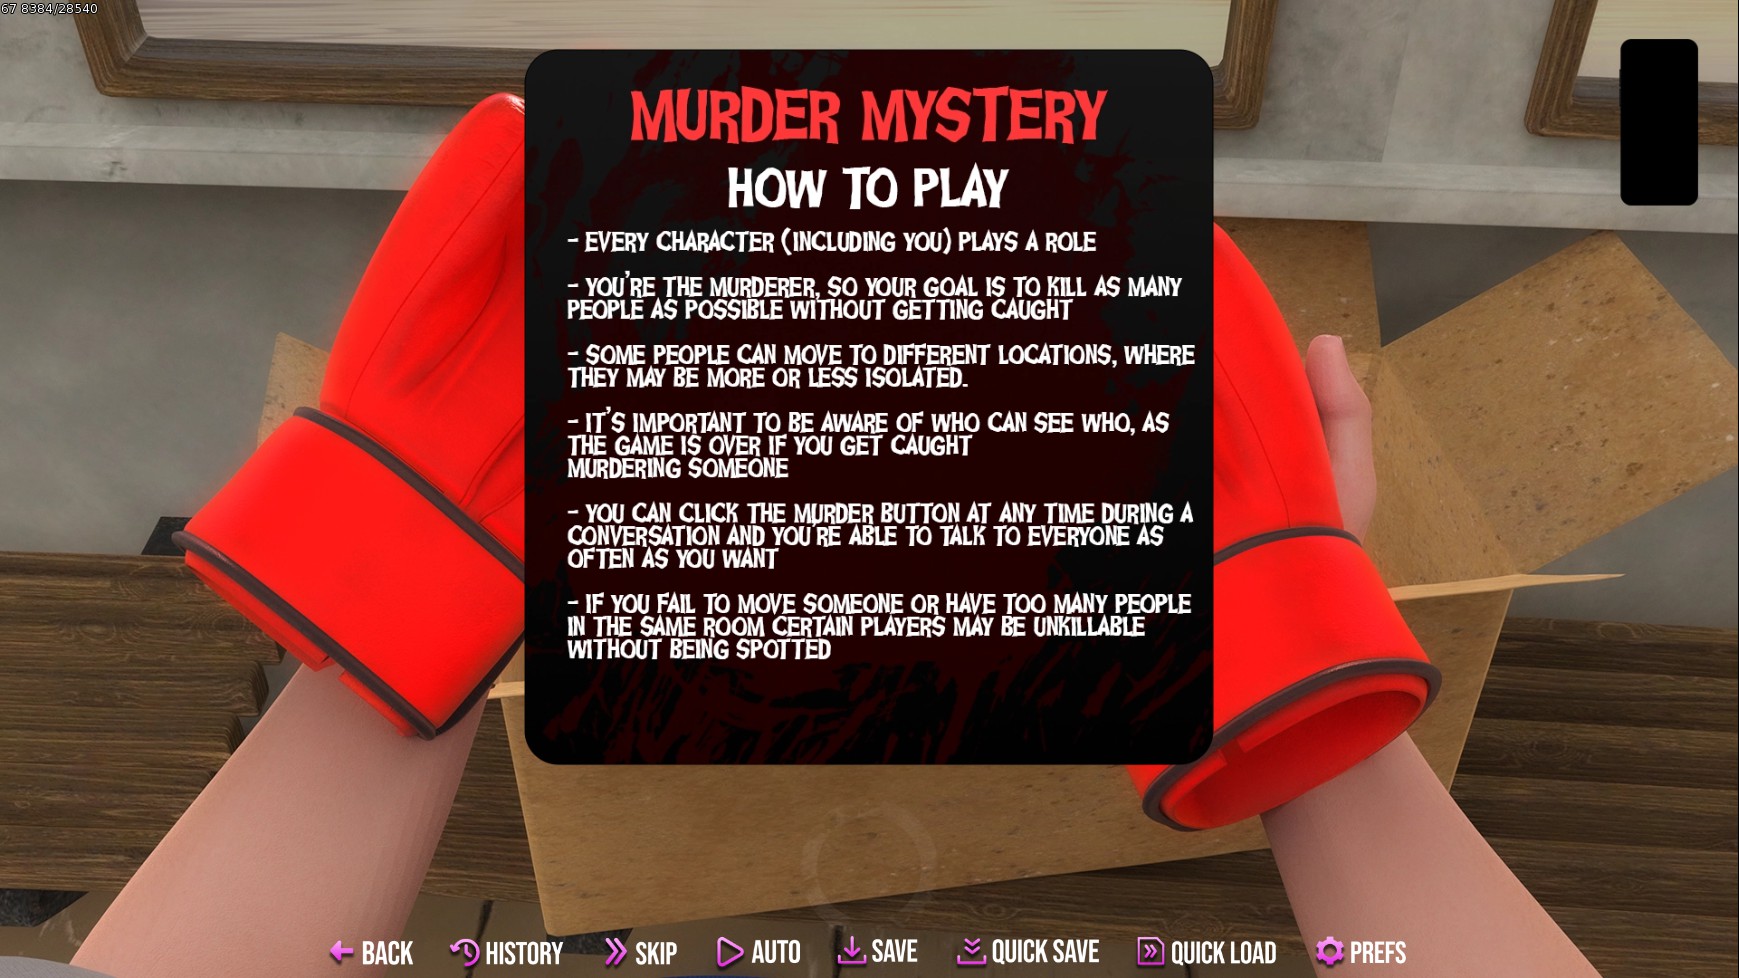 67 8384/28540
MURDER MYSTERY
HOW TO PLAY
- EVERY CHARACTER (INCLUDING YOU) PLAYS A ROLE
- YOU'RE THE MURDERER, SO YOUR GOAL IS TO KILL AS MANY
PEOPLE AS POSSIBLE WITHOUT GETTING CAUGHT
- SOME PEOPLE CAN MOVE TO DIFFERENT LOCATIONS, WHERE
THEY MAY BE MORE OR LESS ISOLATED.
- IT'S IMPORTANT TO BE AWARE OF WHO CAN SEE WHO, AS
THE GAME IS OVER IF YOU GET CAUGHT
MURDERING SOMEONE
- YOU CAN CLICK THE MURDER BUTTON AT ANY TIME DURING A
CONVERSATION AND YOU'RE ABLE TO TALK TO EVERYONE AS
OFTEN AS YOU WANT
- IF YOU FAIL TO MOVE SOMEONE OR HAVE TOO MANY PEOPLE
IN THE SAME ROOM CERTAIN PLAYERS MAY BE UNKILLABLE
WITHOUT BEING SPOTTED
BACK HISTORY SKIP AUTO SAVE QUICK SAVE QUICK LOAD PREFS